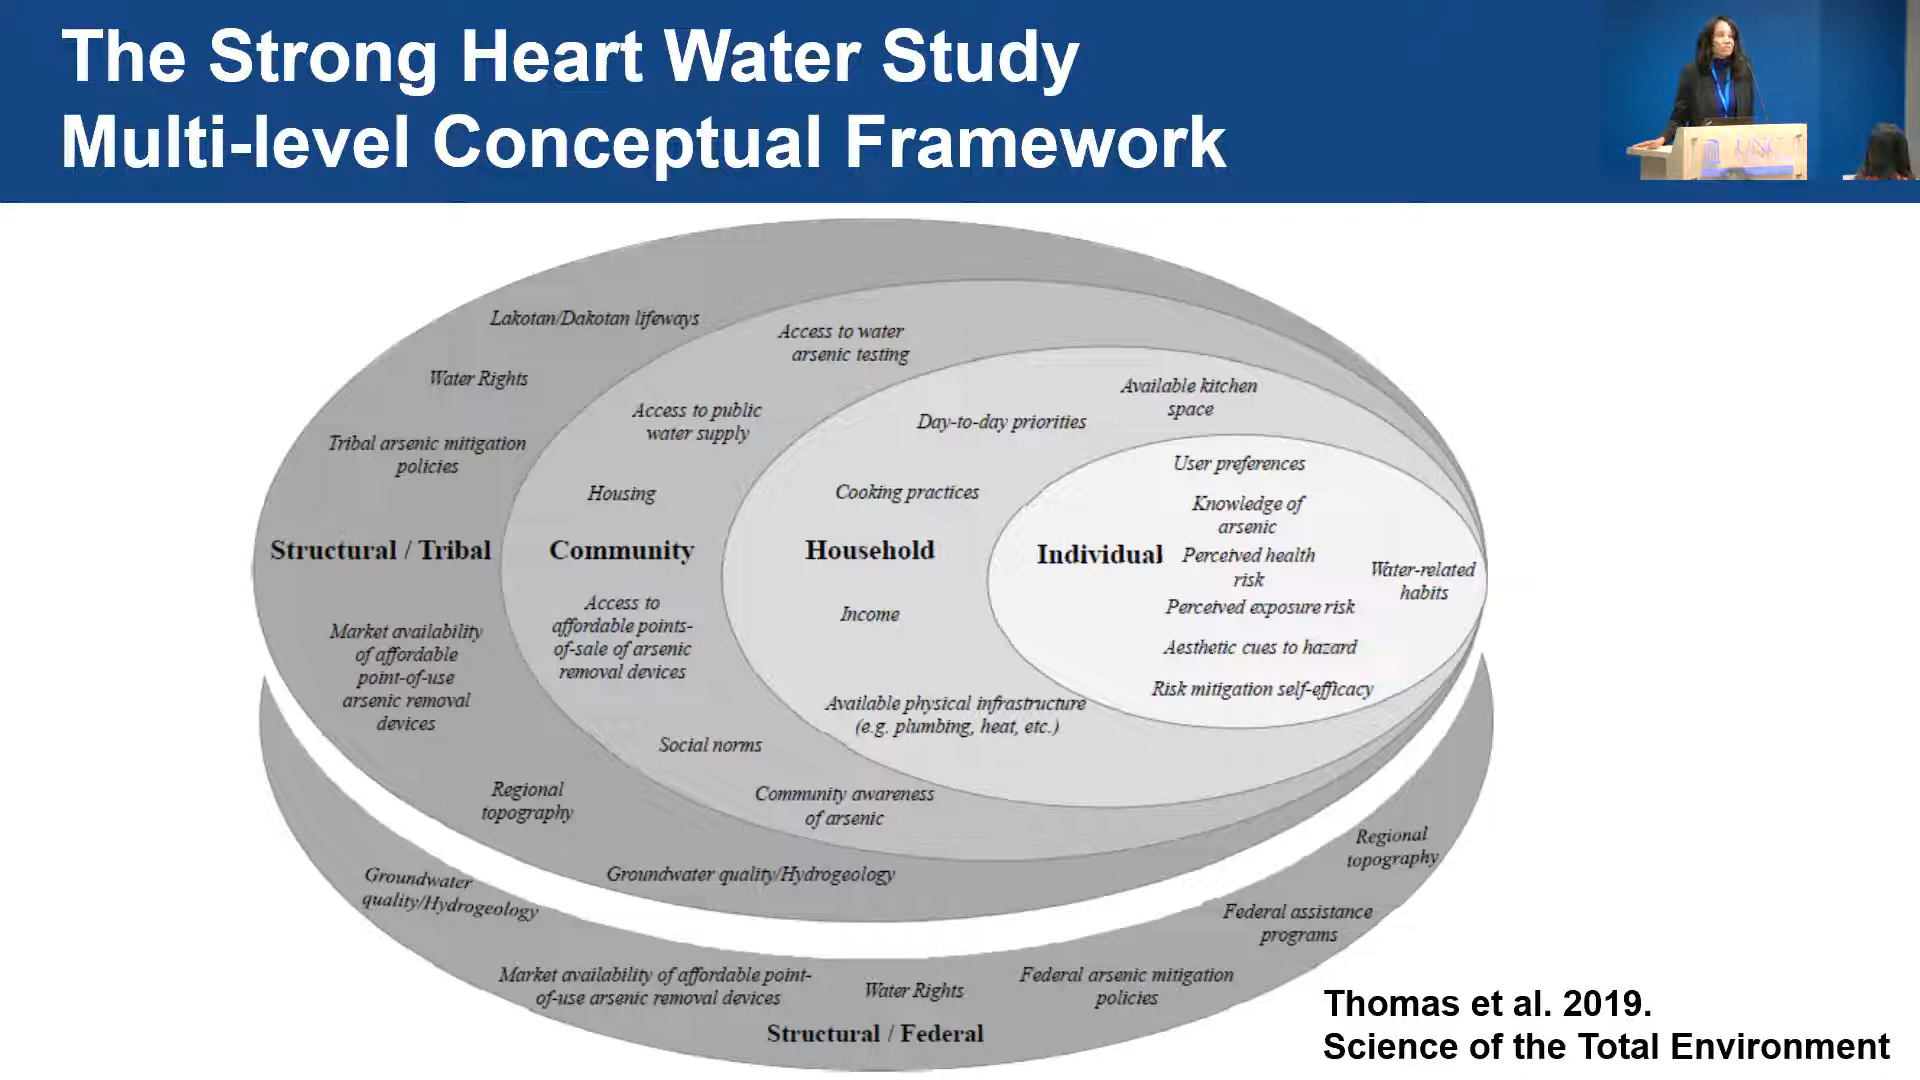 The Strong Heart Water Study
Multi-level Conceptual Framework
UNC
Lakotan/Dakotan lifeways
Water Rights
Tribal arsenic mitigation
policies
Structural / Tribal
Market availability
of affordable
point-of-use
arsenic removal
devices
Regional
topography
Groundwater quality/Hydrogeology
Access to water
arsenic testing
Access to public
water supply
Housing
Community
Access to
affordable points-
of-sale of arsenic
removal devices
Social norms
Community awareness
of arsenic
Available kitchen
space
Day-to-day priorities
Cooking practices
Household
Income
Available physical infrastructure
(e.g. plumbing, heat, etc.)
User preferences
Knowledge of
arsenic
Individual
Perceived health
risk
Water-related
habits
Perceived exposure risk
Aesthetic cues to hazard
Risk mitigation self-efficacy
Groundwater
quality/Hydrogeology
Market availability of affordable point-
of-use arsenic removal devices
Water Rights
Federal arsenic mitigation
policies
Federal assistance
programs
Regional
topography
Structural / Federal
Thomas et al. 2019.
Science of the Total Environment